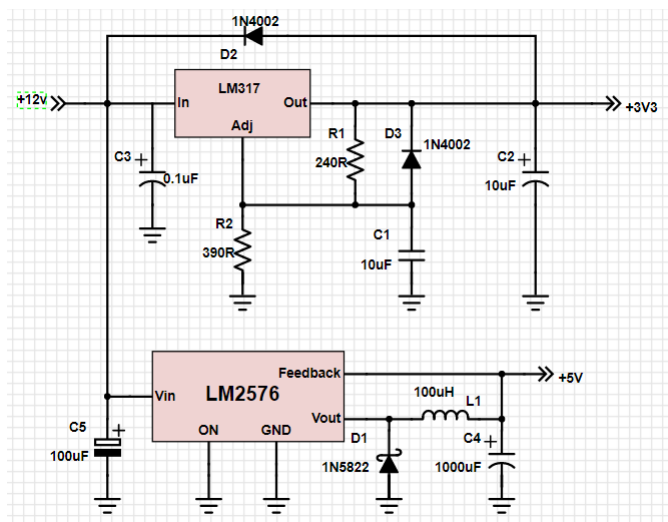 1N4002
D2
+12v
LM317
In
Out
Adj
+3V3
R1
240R
D3
1N4002
C3
+
0.1uF
C2
+
10uF
R2
390R
C1
10uF
Feedback
+5V
LM2576
Vin
100uH
L1
Vout
ON
GND
D1
1N5822
C5
+
100uF
C4
+
1000uF